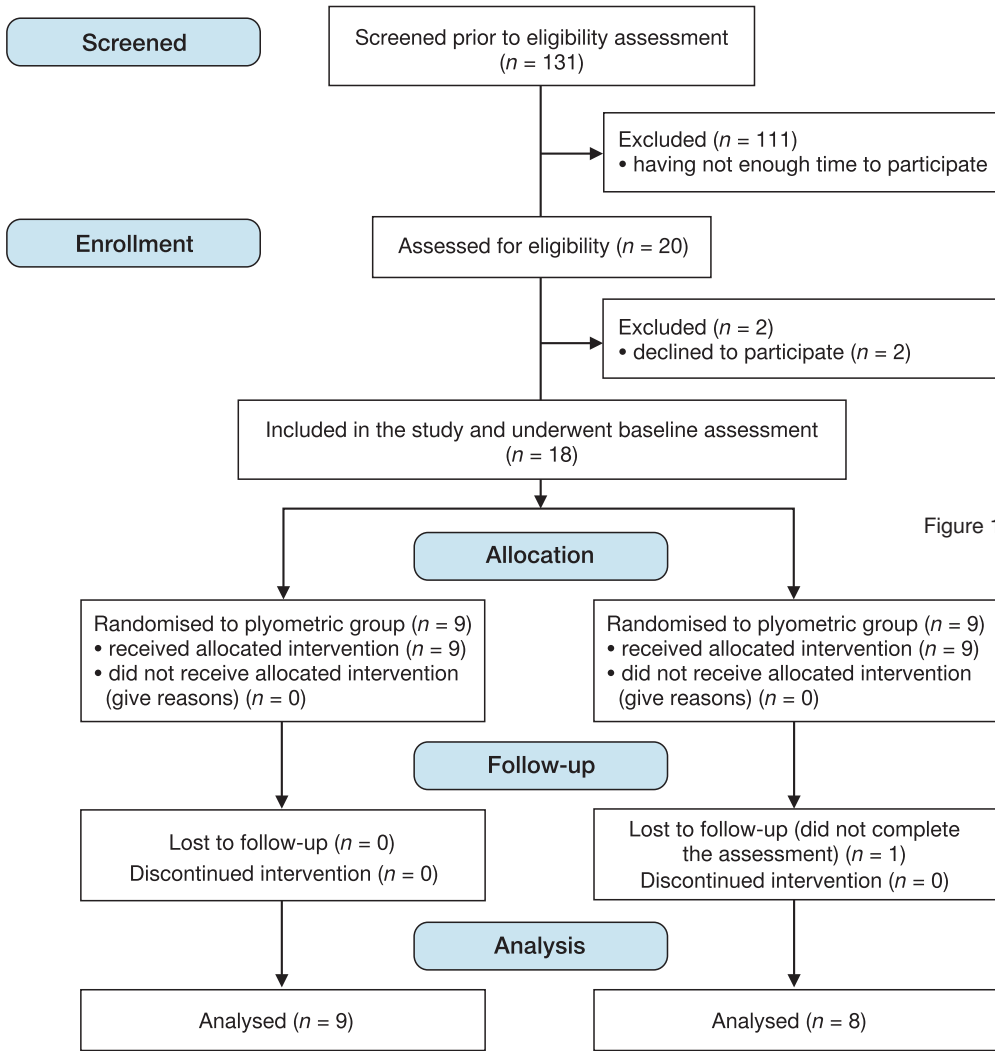 Screened
Screened prior to eligibility assessment
(n = 131)
Excluded (n = 111)
• having not enough time to participate
Enrollment
Assessed for eligibility (n = 20)
Excluded (n = 2)
• declined to participate (n = 2)
Included in the study and underwent baseline assessment
(n = 18)
Figure 1
Allocation
Randomised to plyometric group (n = 9)
• received allocated intervention (n = 9)
• did not receive allocated intervention
(give reasons) (n = 0)
Randomised to plyometric group (n = 9)
• received allocated intervention (n = 9)
• did not receive allocated intervention
(give reasons) (n = 0)
Follow-up
Lost to follow-up (n = 0)
Discontinued intervention (n = 0)
Lost to follow-up (did not complete
the assessment) (n = 1)
Discontinued intervention (n = 0)
Analysis
Analysed (n = 9)
Analysed (n = 8)